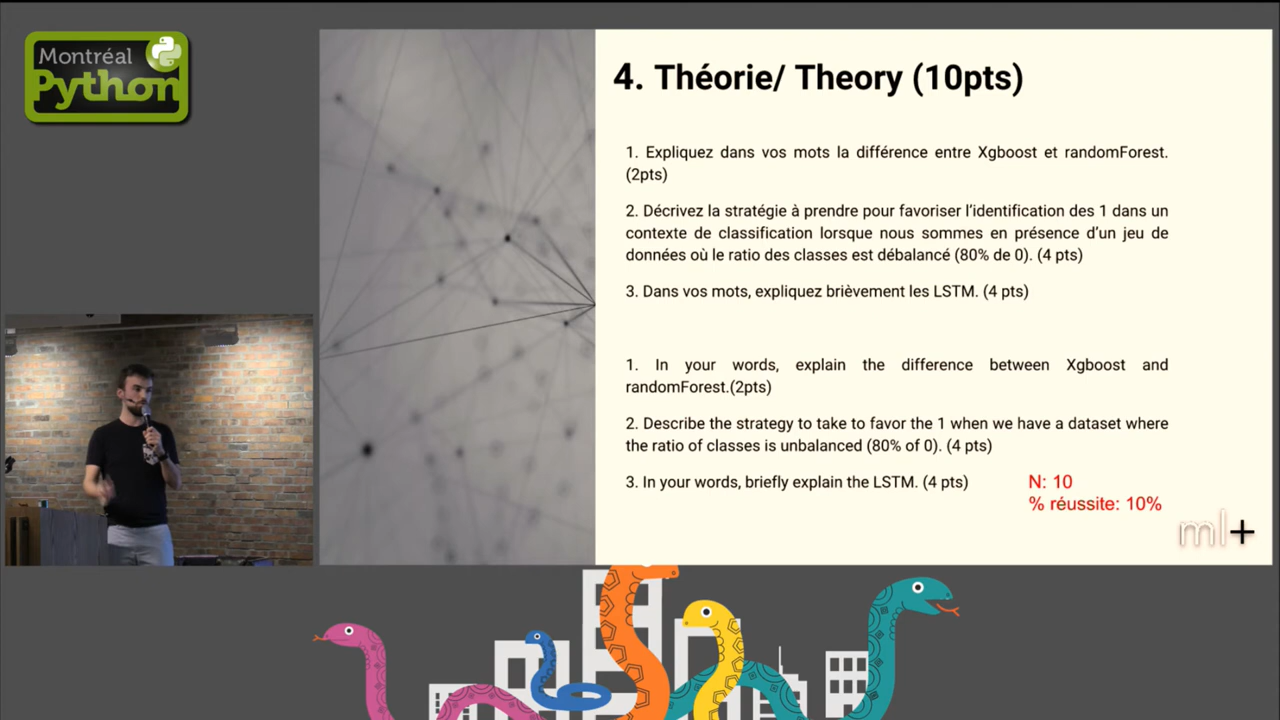 Montréal
Python
4. Théorie/ Theory (10pts)
1. Expliquez dans vos mots la différence entre Xgboost et randomForest.
(2pts)
2. Décrivez la stratégie à prendre pour favoriser l'identification des 1 dans un
contexte de classification lorsque nous sommes en présence d'un jeu de
données où le ratio des classes est débalancé (80% de 0). (4 pts)
3. Dans vos mots, expliquez brièvement les LSTM. (4 pts)
1. In your words, explain the difference between Xgboost and
randomForest.(2pts)
2. Describe the strategy to take to favor the 1 when we have a dataset where
the ratio of classes is unbalanced (80% of 0). (4 pts)
3. In your words, briefly explain the LSTM. (4 pts)
N: 10
% réussite: 10%
ml+